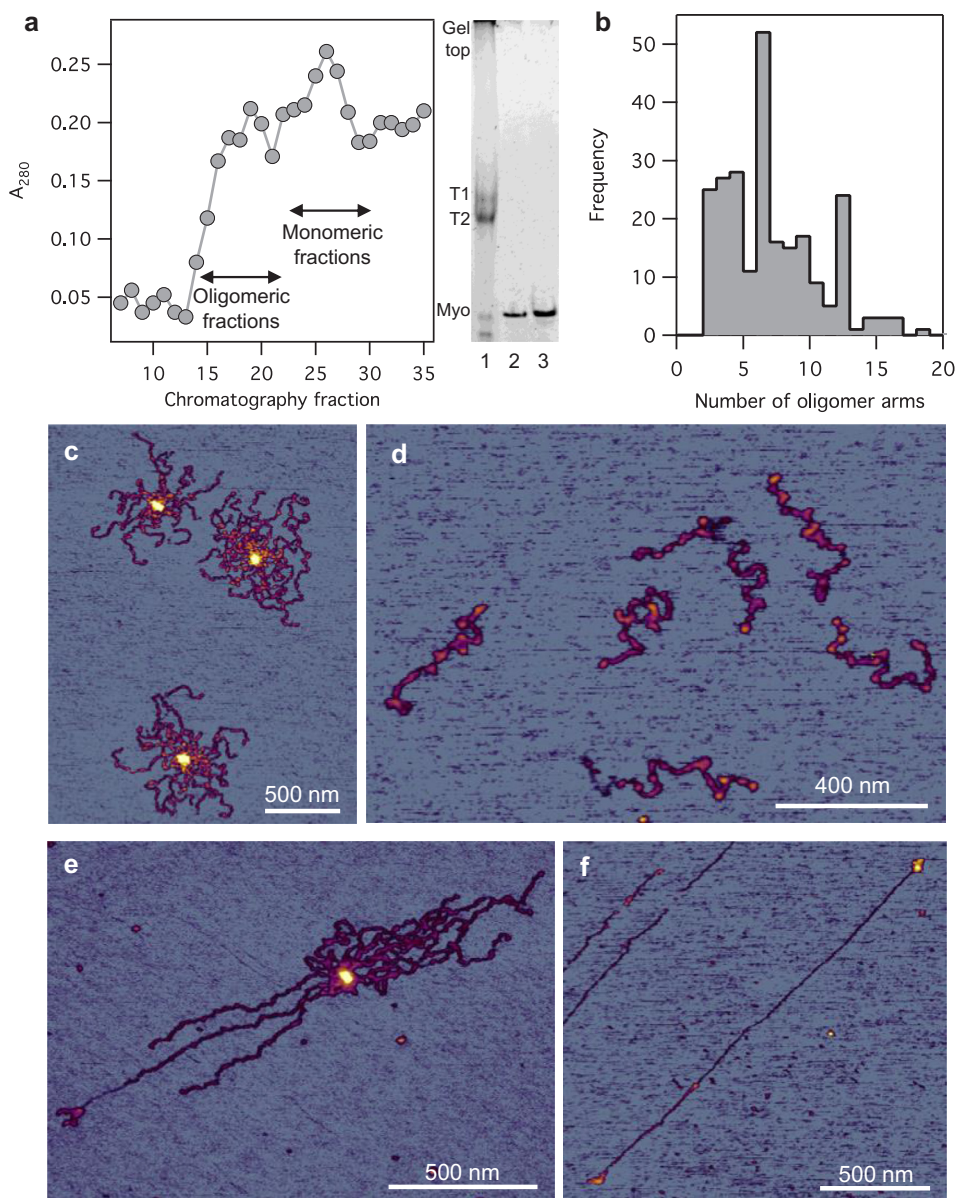 a
0.25
0.20
0.15
0.10
0.05
A280
Oligomeric
fractions
Monomeric
fractions
10 15 20 25 30 35
Chromatography fraction
Gel
top
T1
T2
Myo
1 2 3
b
50
40
30
20
10
0
Frequency
0 5 10 15 20
Number of oligomer arms
c
500 nm
d
400 nm
e
500 nm
f
500 nm